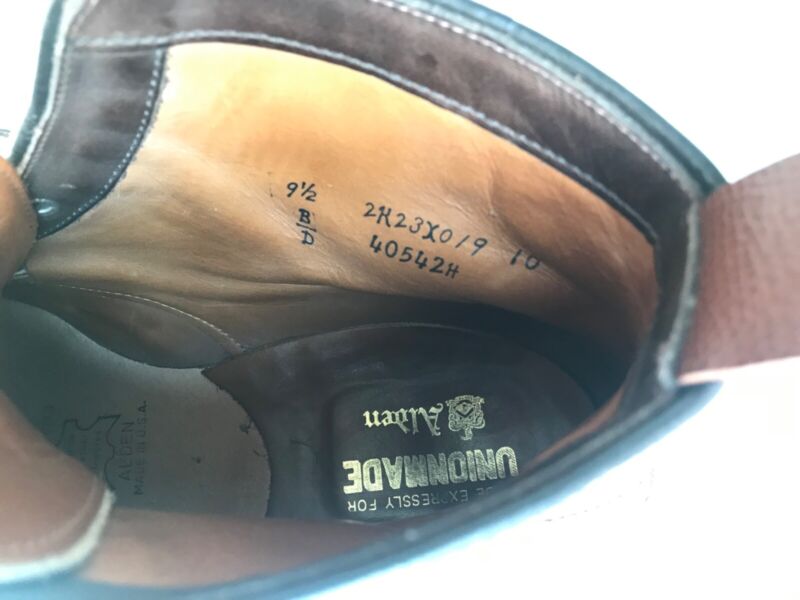 9½
B/D
2H23X019 10
40542H
Alden
UNIONMADE
E EXPRESSLY FOR
ALDEN
MADE IN U.S.A.